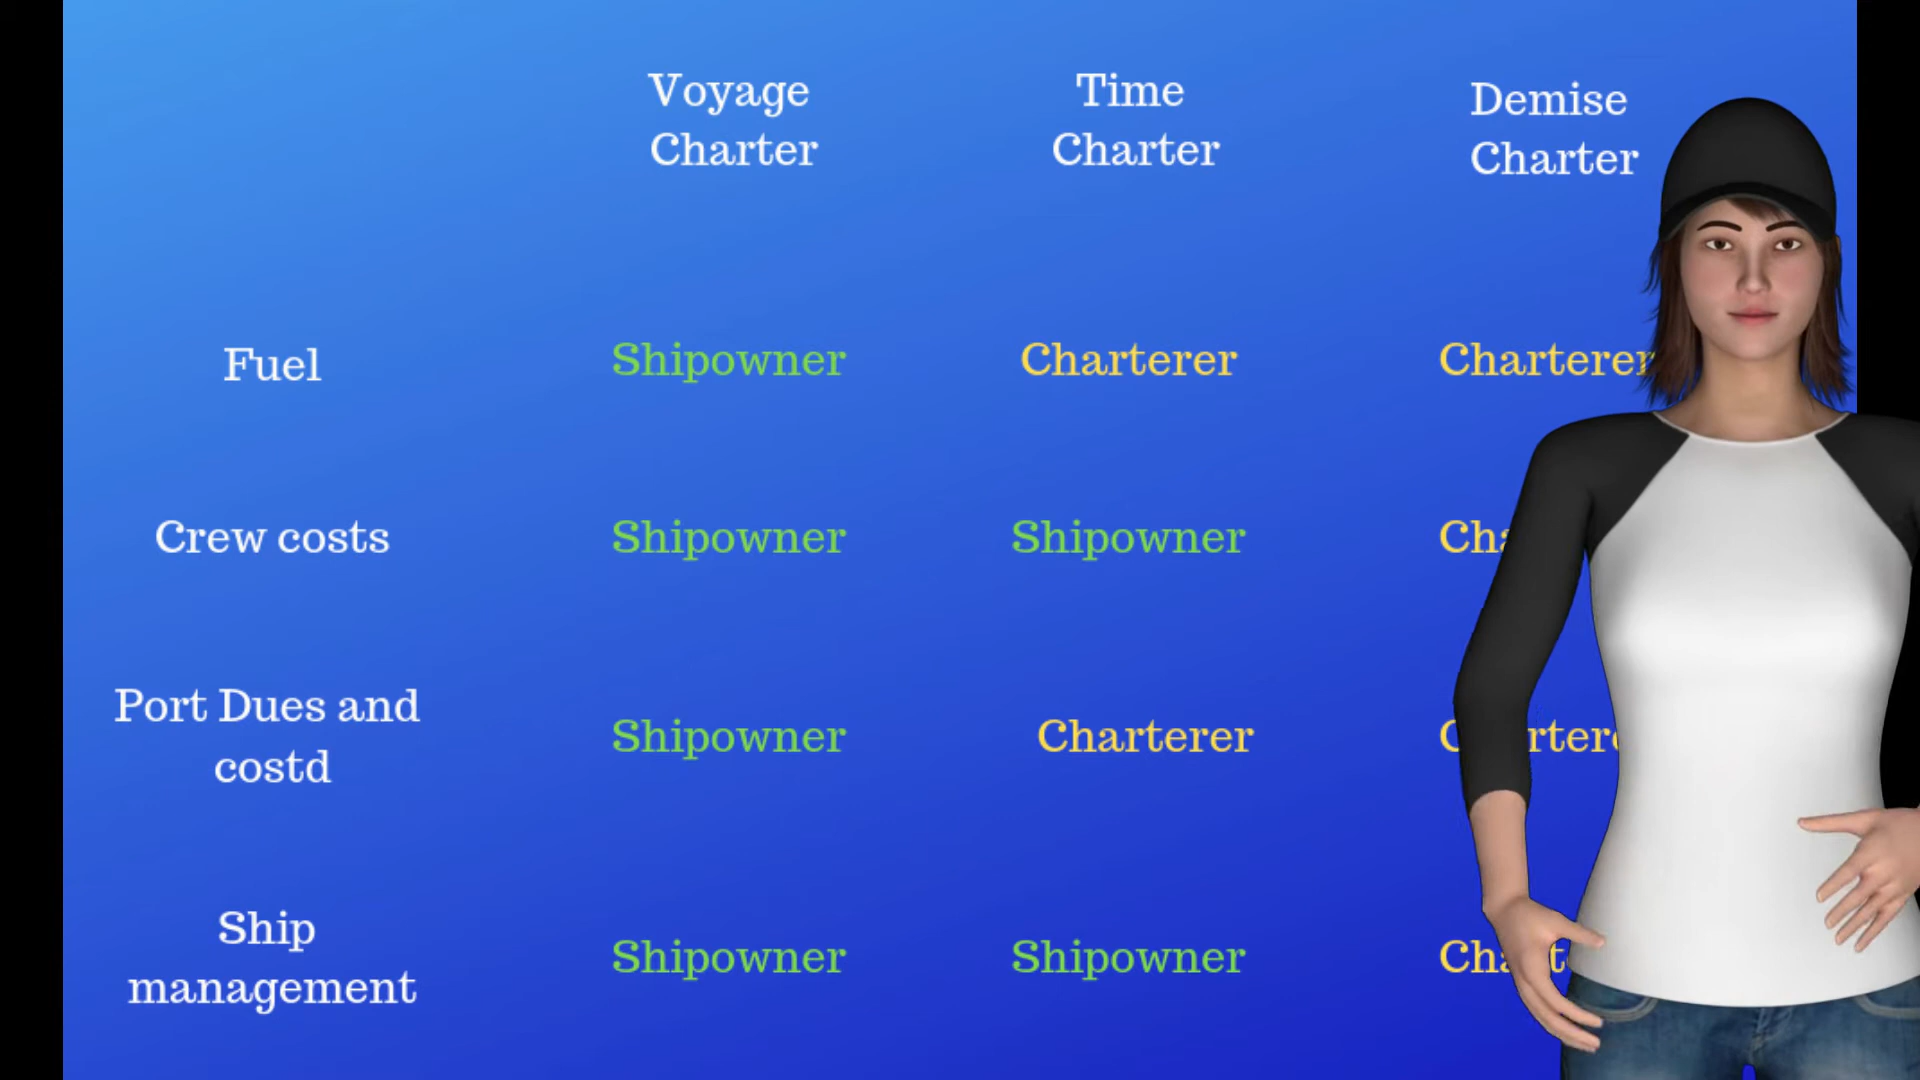 Voyage
Charter
Time
Charter
Demise
Charter
Fuel
Shipowner
Charterer
Charterer
Crew costs
Shipowner
Shipowner
Port Dues and
costd
Shipowner
Charterer
Ship
management
Shipowner
Shipowner